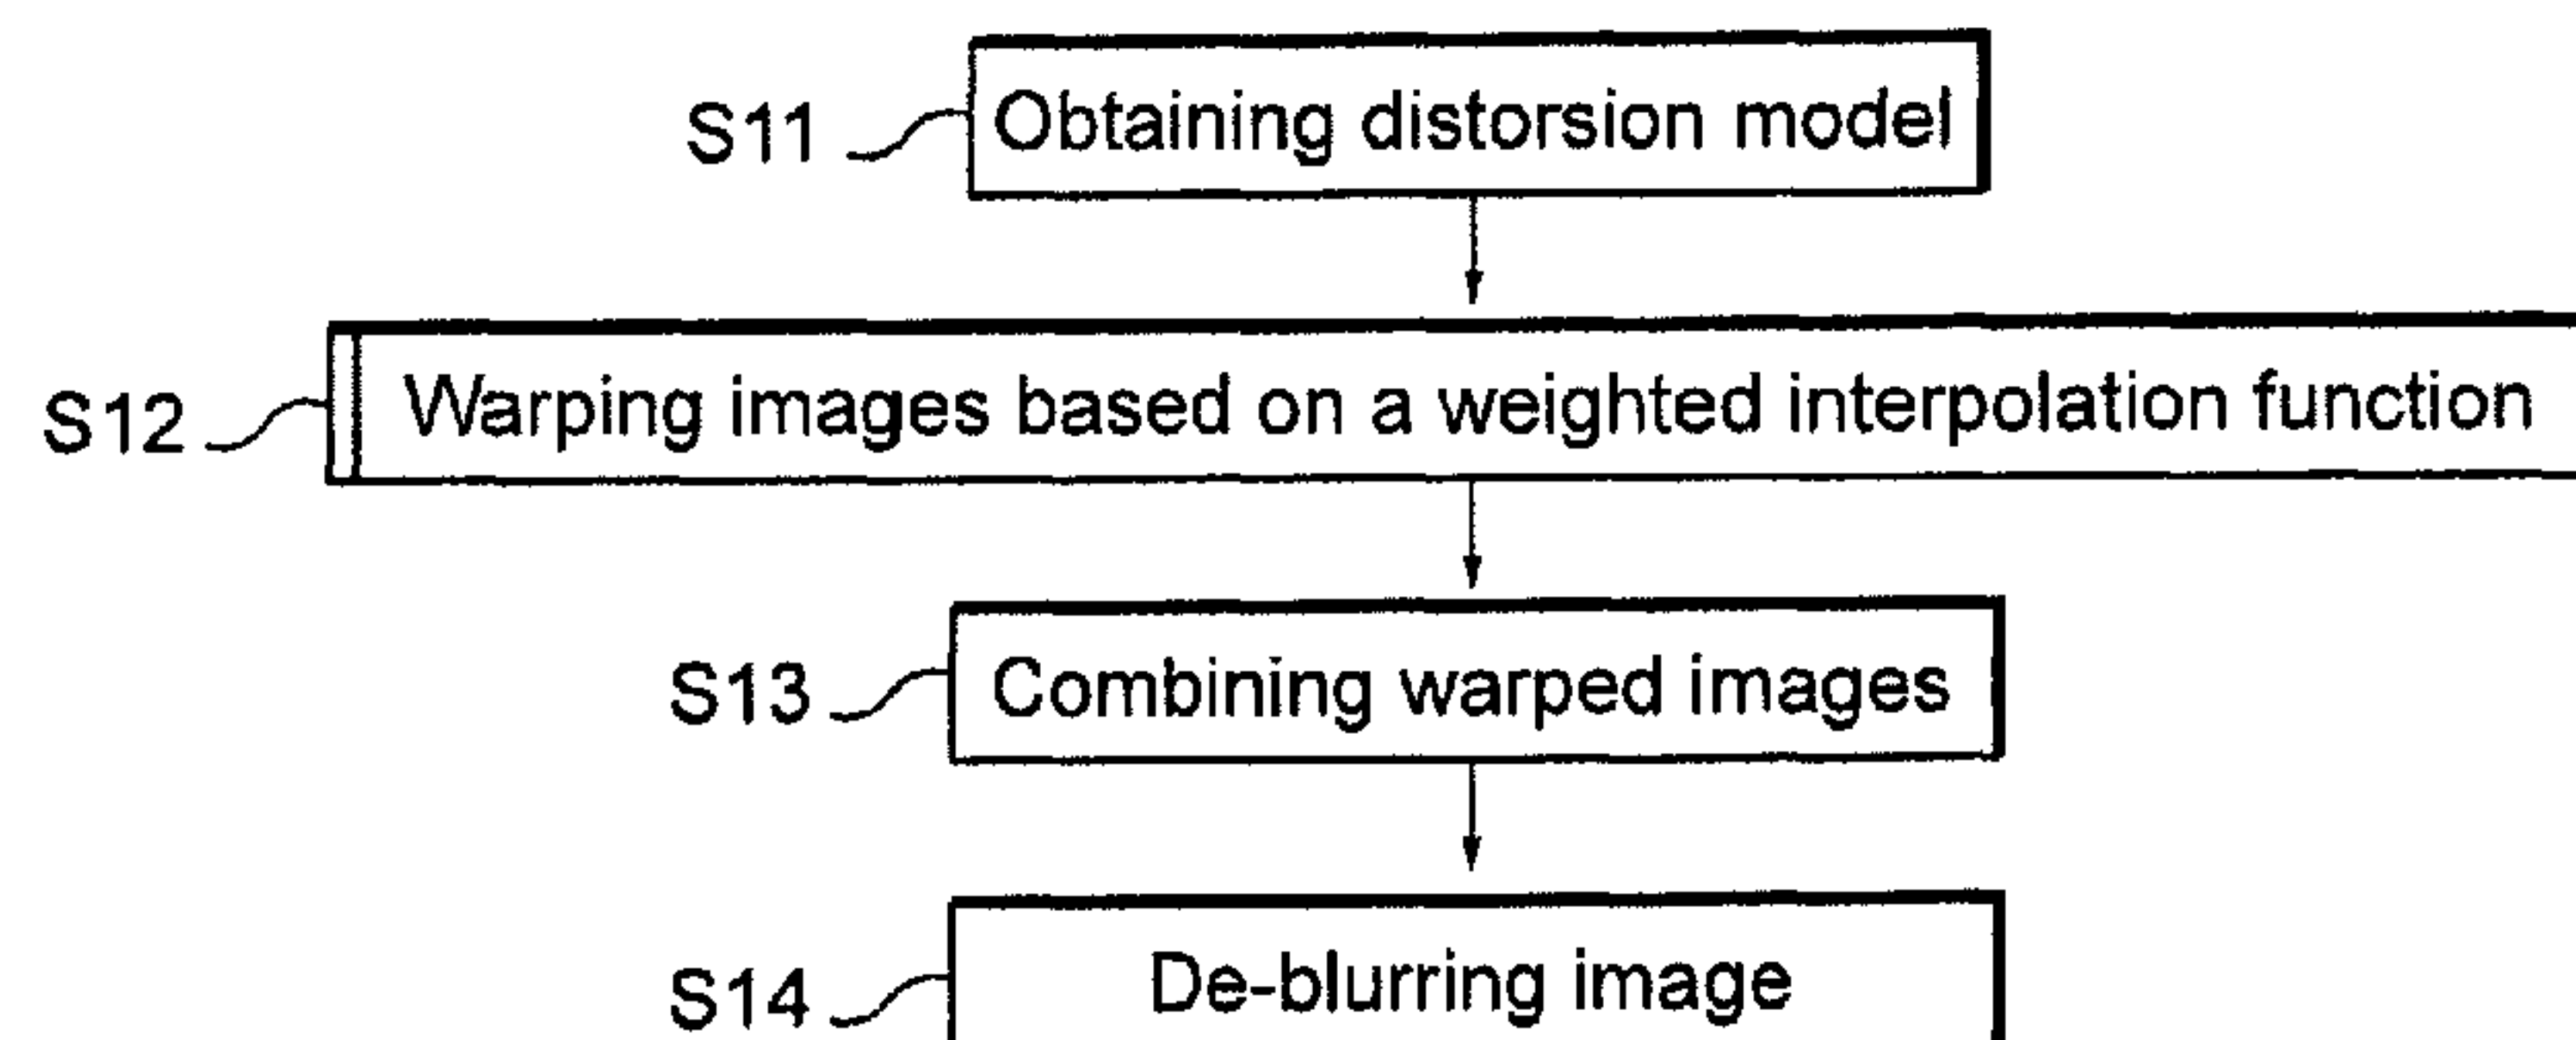 S11 Obtaining distorsion model
S12 Warping images based on a weighted interpolation function
S13 Combining warped images
S14 De-blurring image